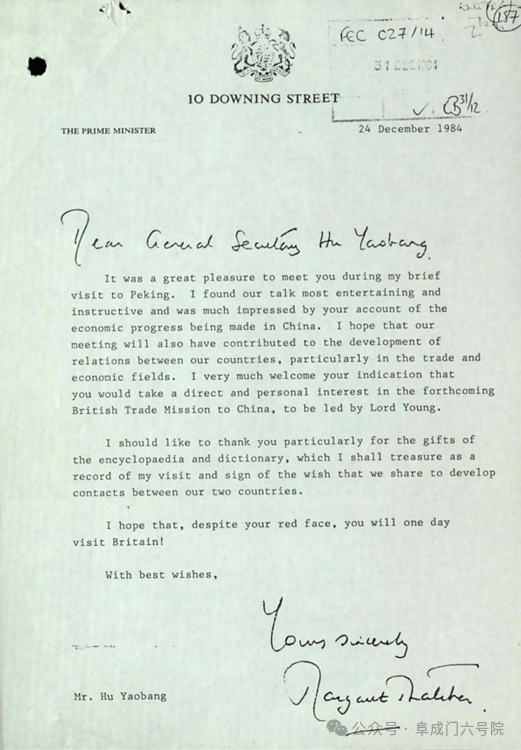 187
FEC 027/14
31 DEC 1984
31/12
10 DOWNING STREET
THE PRIME MINISTER
24 December 1984
Dear General Secretary Hu Yaobang,
It was a great pleasure to meet you during my brief
visit to Peking. I found our talk most entertaining and
instructive and was much impressed by your account of the
economic progress being made in China. I hope that our
meeting will also have contributed to the development of
relations between our countries, particularly in the trade and
economic fields. I very much welcome your indication that
you would take a direct and personal interest in the forthcoming
British Trade Mission to China, to be led by Lord Young.
I should like to thank you particularly for the gifts of
the encyclopaedia and dictionary, which I shall treasure as a
record of my visit and sign of the wish that we share to develop
contacts between our two countries.
I hope that, despite your red face, you will one day
visit Britain!
With best wishes,
Yours sincerely
Margaret Thatcher
Mr. Hu Yaobang
公众号 · 阜成门六号院